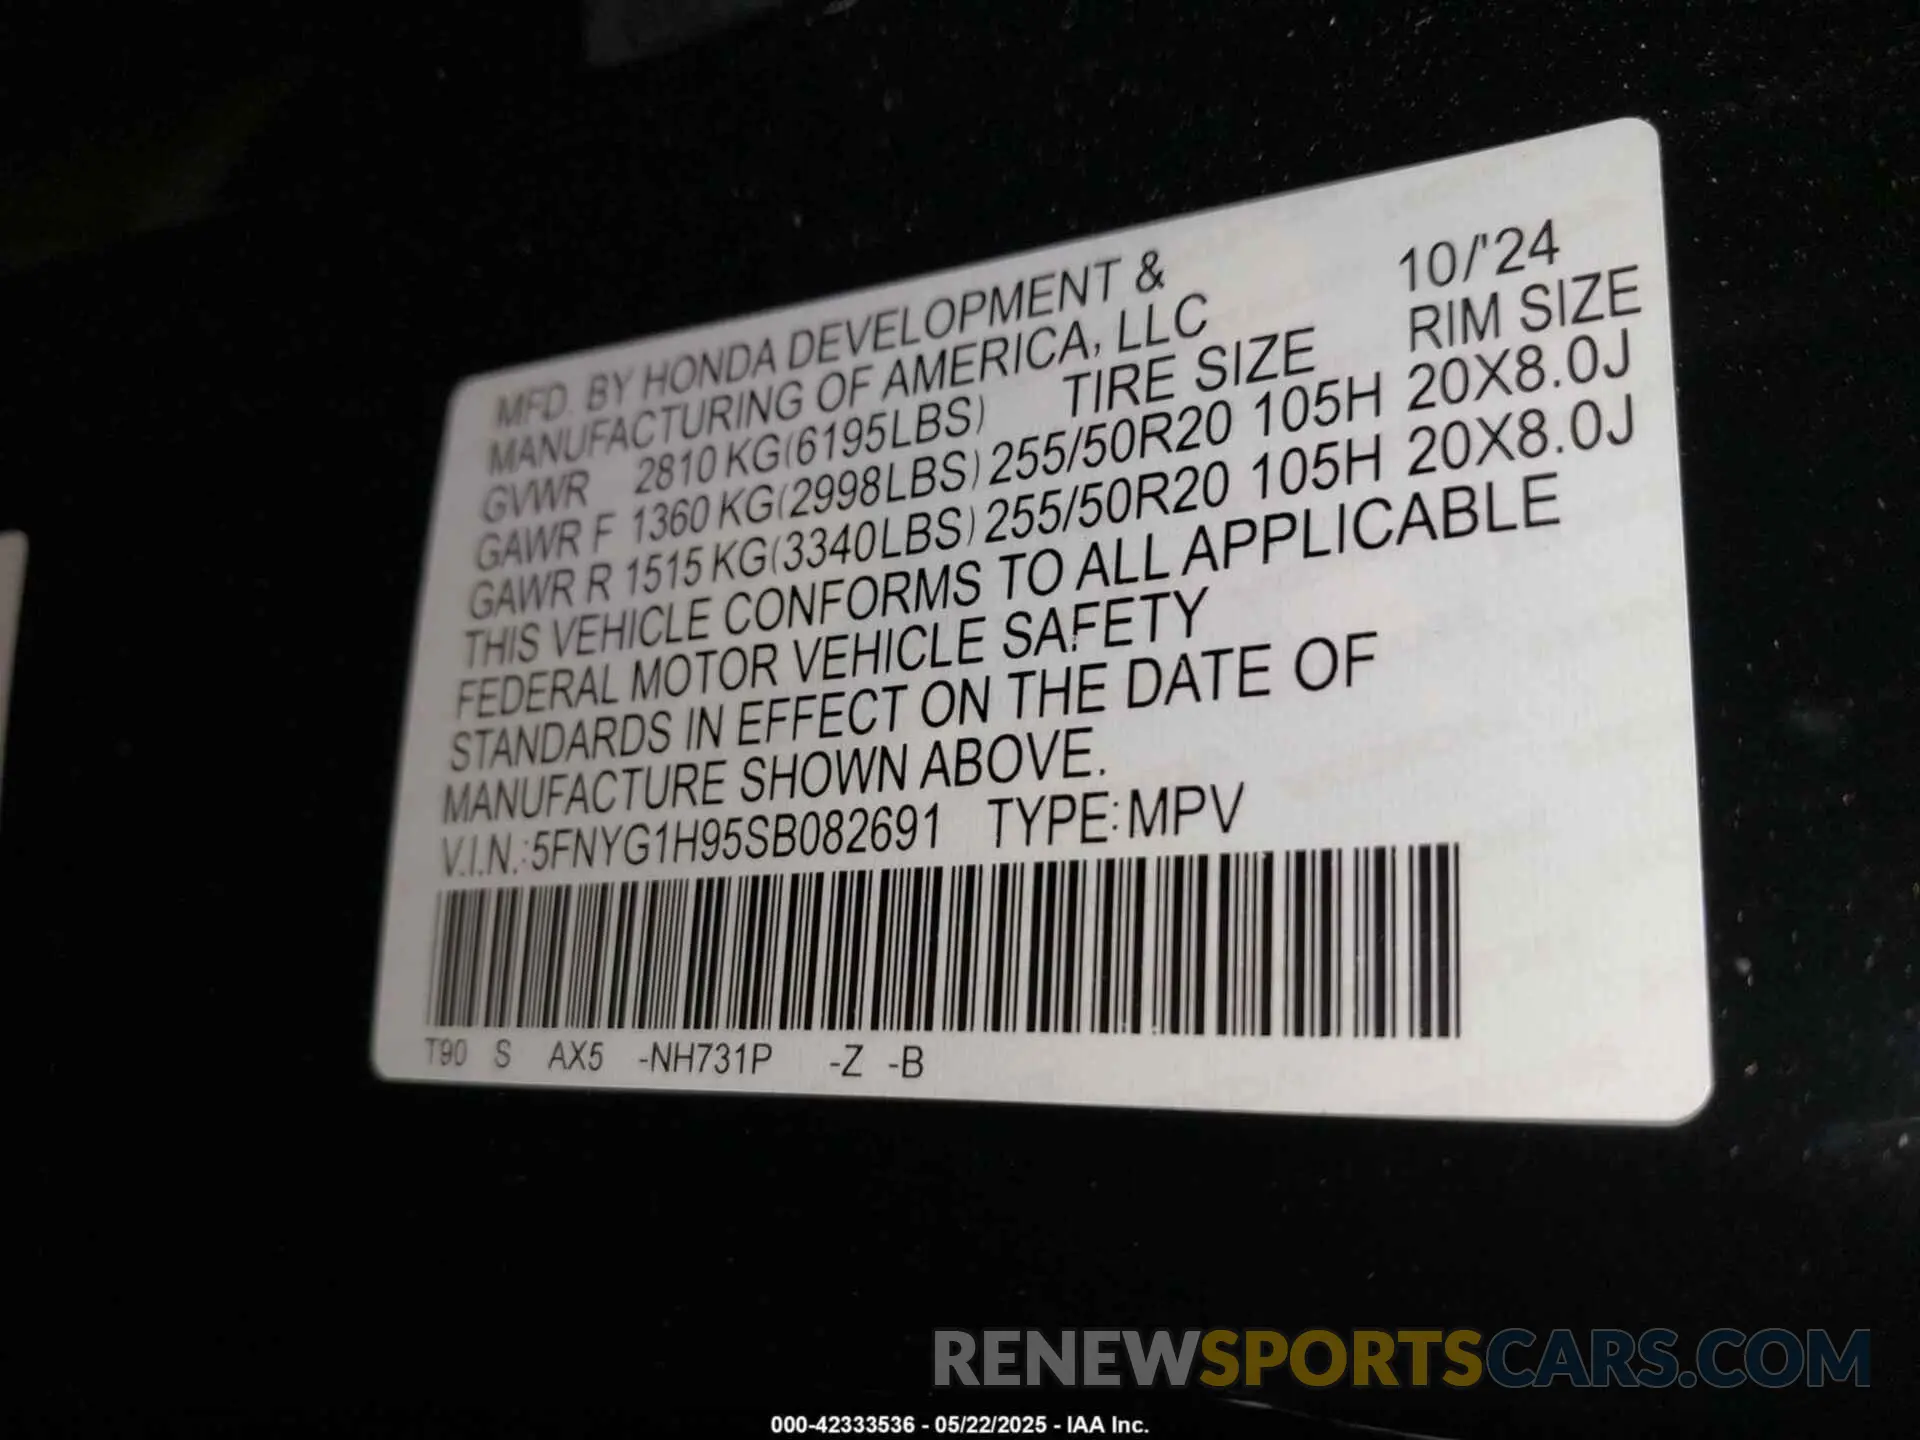 MFD. BY HONDA DEVELOPMENT &
MANUFACTURING OF AMERICA, LLC 10/'24
GVWR 2810 KG(6195LBS) TIRE SIZE RIM SIZE
GAWR F 1360 KG(2998LBS) 255/50R20 105H 20X8.0J
GAWR R 1515 KG(3340LBS) 255/50R20 105H 20X8.0J
THIS VEHICLE CONFORMS TO ALL APPLICABLE
FEDERAL MOTOR VEHICLE SAFETY
STANDARDS IN EFFECT ON THE DATE OF
MANUFACTURE SHOWN ABOVE.
V.I.N.:5FNYG1H95SB082691 TYPE:MPV
T90 S AX5 -NH731P -Z -B
RENEWSPORTSCARS.COM
000-42333536 - 05/22/2025 - IAA Inc.